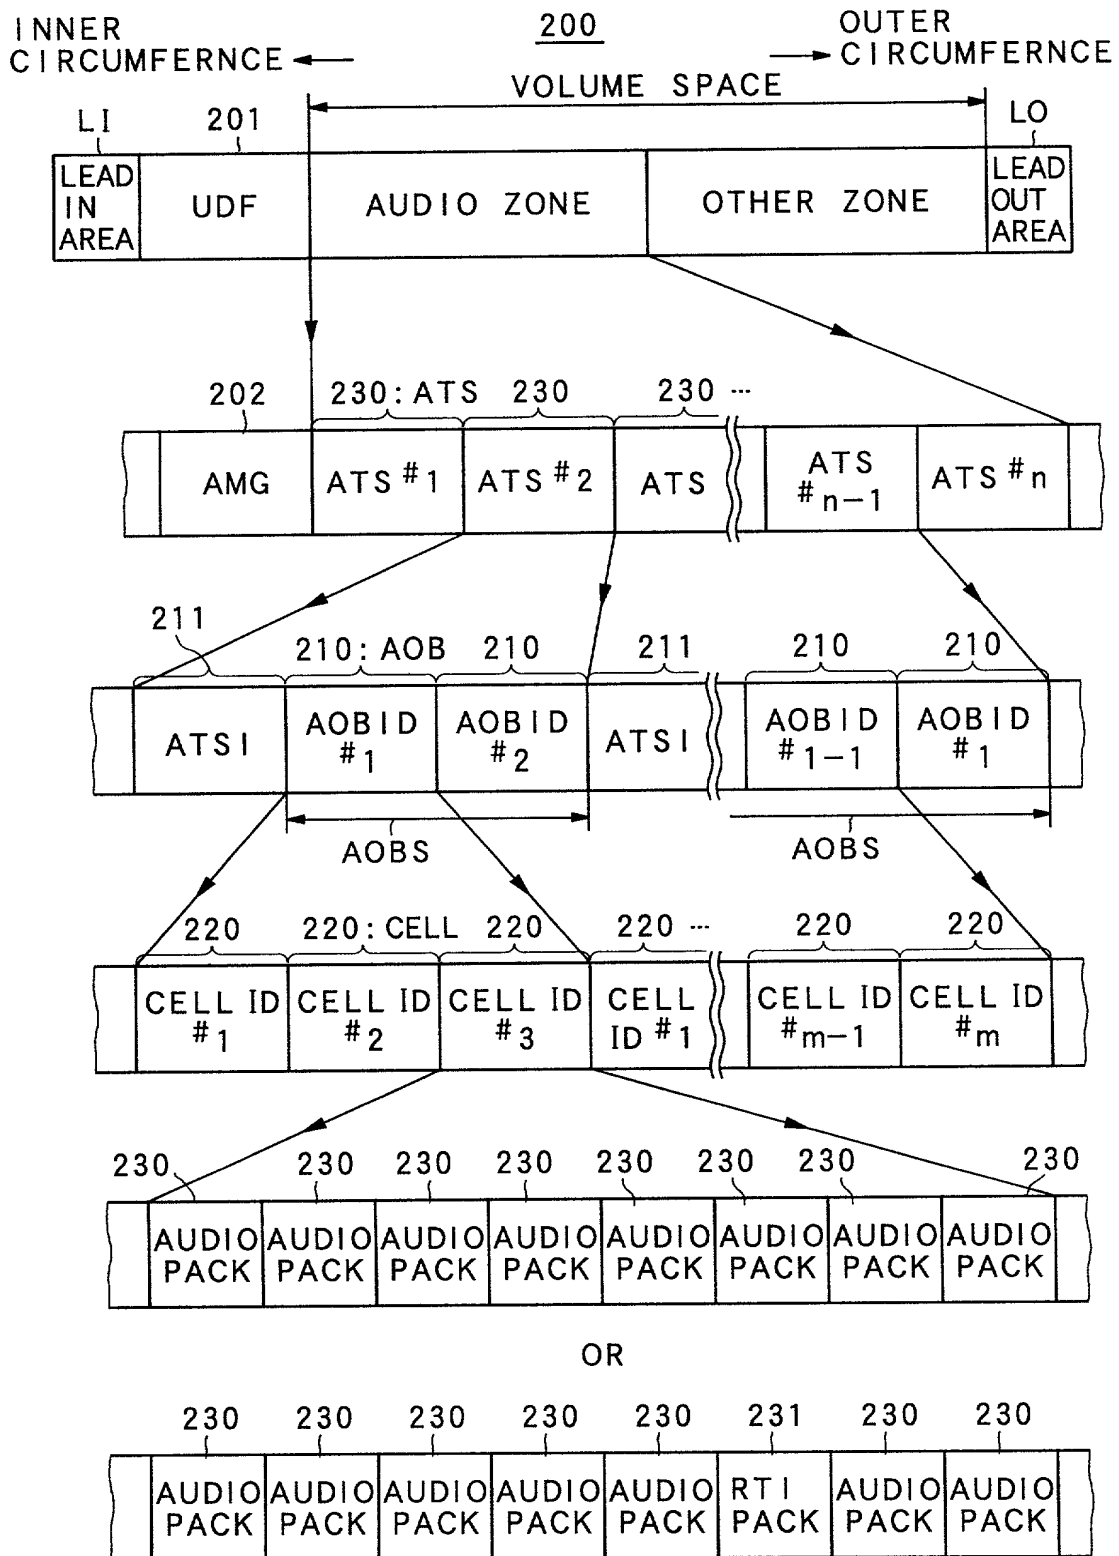 INNER CIRCUMFERNCE
200
OUTER CIRCUMFERNCE
VOLUME SPACE
LI 201 LO
LEAD IN AREA
UDF
AUDIO ZONE
OTHER ZONE
LEAD OUT AREA
202 230: ATS 230 230 ...
AMG
ATS #1
ATS #2
ATS
ATS #n-1
ATS #n
211 210: AOB 210 211 210 210
ATSI
AOBID #1
AOBID #2
ATSI
AOBID #1-1
AOBID #1
AOBS AOBS
220 220: CELL 220 220 ... 220 220
CELL ID #1
CELL ID #2
CELL ID #3
CELL ID #1
CELL ID #m-1
CELL ID #m
230 230 230 230 230 230 230 230
AUDIO PACK
AUDIO PACK
AUDIO PACK
AUDIO PACK
AUDIO PACK
AUDIO PACK
AUDIO PACK
AUDIO PACK
OR
230 230 230 230 230 231 230 230
AUDIO PACK
AUDIO PACK
AUDIO PACK
AUDIO PACK
AUDIO PACK
RTI PACK
AUDIO PACK
AUDIO PACK